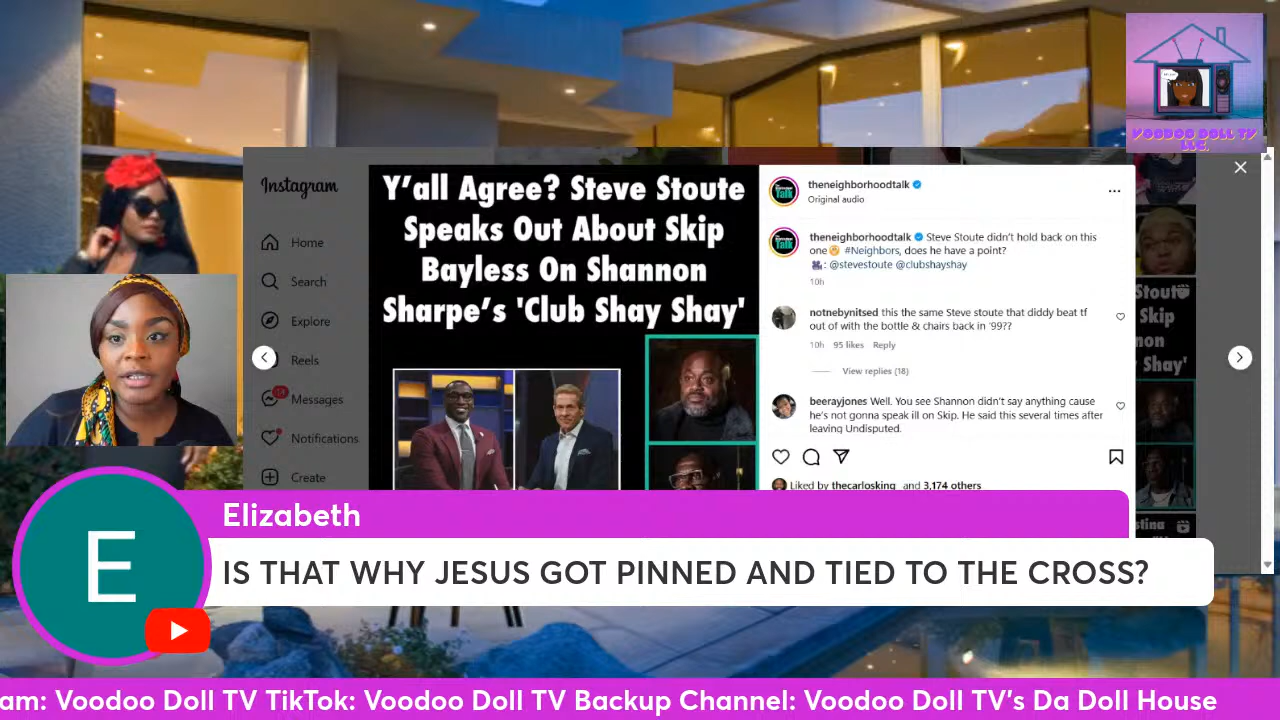 VOODOO DOLL TV
LLC.
Instagram
Home
Search
Explore
Reels
Messages
Notifications
Create
Y'all Agree? Steve Stoute
Speaks Out About Skip
Bayless On Shannon
Sharpe's 'Club Shay Shay'
theneighborhoodtalk
Original audio
theneighborhoodtalk Steve Stoute didn't hold back on this
one #Neighbors, does he have a point?
: @stevestoute @clubshayshay
10h
notnebynitsed this the same Steve stoute that diddy beat tf
out of with the bottle & chairs back in '99??
10h 95 likes Reply
View replies (18)
beerayjones Well. You see Shannon didn't say anything cause
he's not gonna speak ill on Skip. He said this several times after
leaving Undisputed.
Liked by thecarlosking_ and 3,174 others
Stout
Skip
non
Shay'
E
Elizabeth
IS THAT WHY JESUS GOT PINNED AND TIED TO THE CROSS?
am: Voodoo Doll TV TikTok: Voodoo Doll TV Backup Channel: Voodoo Doll TV's Da Doll House